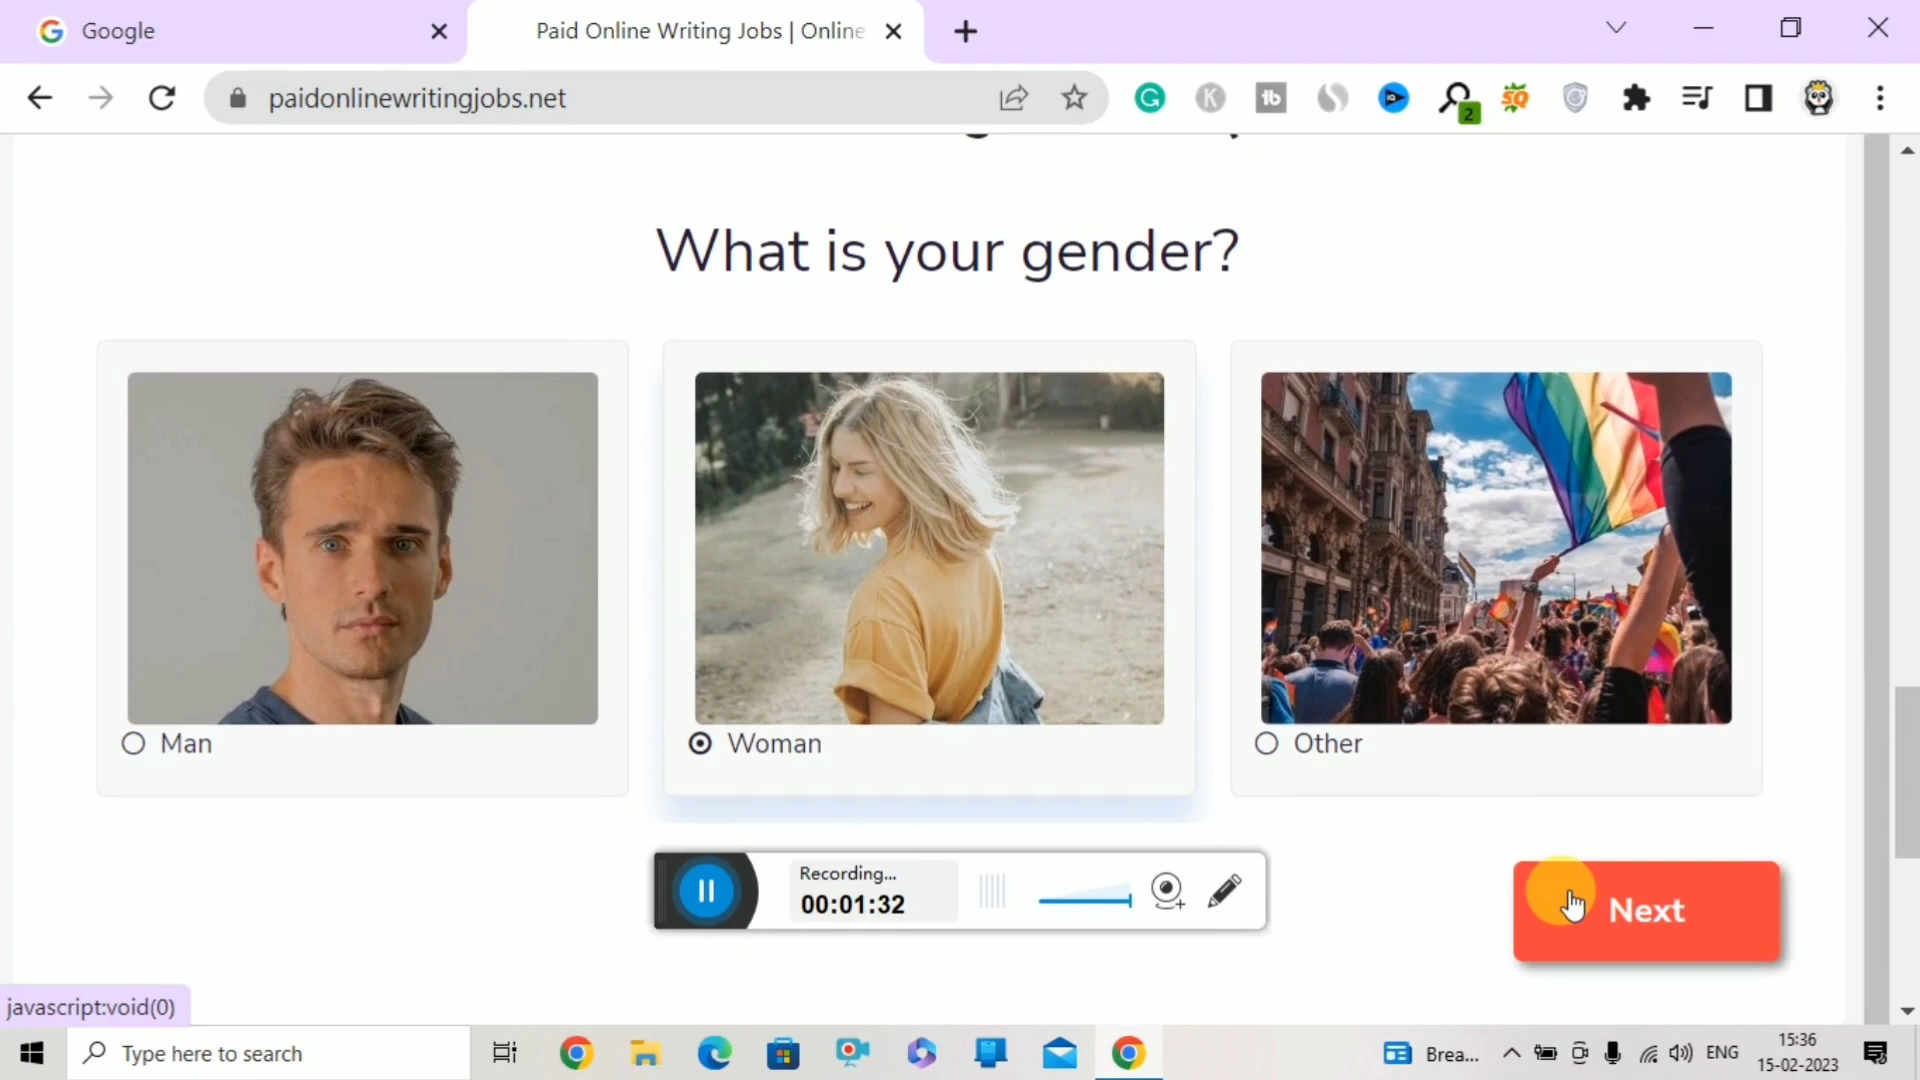 Google
Paid Online Writing Jobs | Online
paidonlinewritingjobs.net
What is your gender?
Man
Woman
Other
Recording...
00:01:32
Next
javascript:void(0)
Type here to search
Brea...
ENG
15:36
15-02-2023